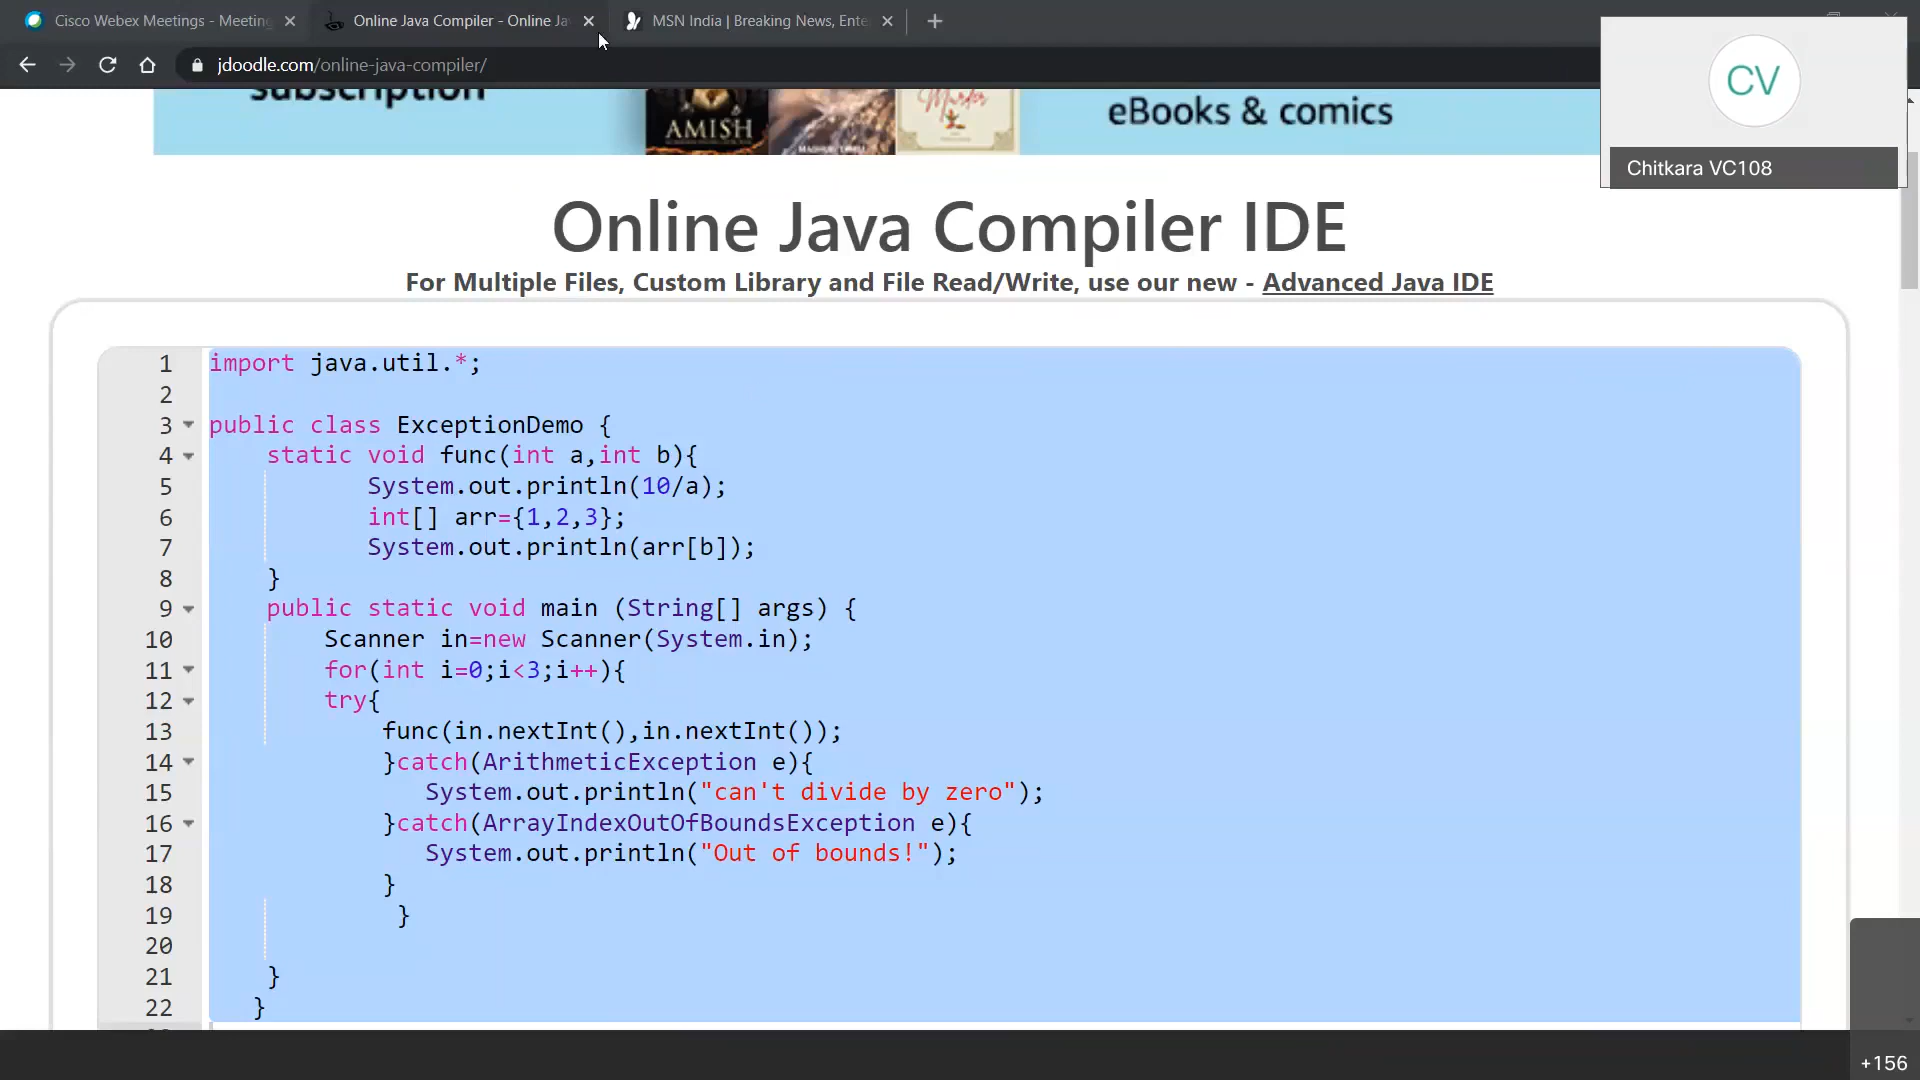 Cisco Webex Meetings - Meeting
Online Java Compiler - Online Ja
MSN India | Breaking News, Ente
jdoodle.com/online-java-compiler/
subscription
AMISH
Murder
eBooks & comics
CV
Chitkara VC108
Online Java Compiler IDE
For Multiple Files, Custom Library and File Read/Write, use our new - Advanced Java IDE
1 import java.util.*;
2
3 public class ExceptionDemo {
4 static void func(int a,int b){
5 System.out.println(10/a);
6 int[] arr={1,2,3};
7 System.out.println(arr[b]);
8 }
9 public static void main (String[] args) {
10 Scanner in=new Scanner(System.in);
11 for(int i=0;i<3;i++){
12 try{
13 func(in.nextInt(),in.nextInt());
14 }catch(ArithmeticException e){
15 System.out.println("can't divide by zero");
16 }catch(ArrayIndexOutOfBoundsException e){
17 System.out.println("Out of bounds!");
18 }
19 }
20
21 }
22 }
+156